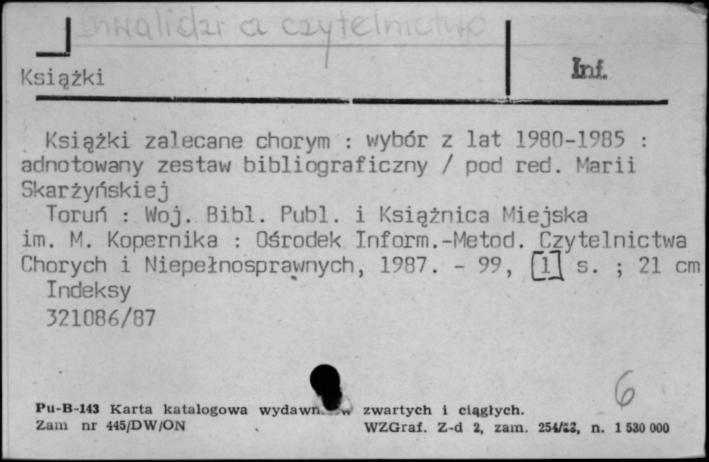 Inwalidzi a czytelnictwo
Książki
Inf.
Książki zalecane chorym : wybór z lat 1980-1985 :
adnotowany zestaw bibliograficzny / pod red. Marii
Skarżyńskiej
Toruń : Woj. Bibl. Publ. i Książnica Miejska
im. M. Kopernika : Ośrodek Inform.-Metod. Czytelnictwa
Chorych i Niepełnosprawnych, 1987. - 99, [1] s. ; 21 cm
Indeksy
321086/87
6
Pu-B-143 Karta katalogowa zwartych i ciągłych.
Zam nr 445/DW/ON WZGraf. Z-d 2, zam. n. 1 530 000